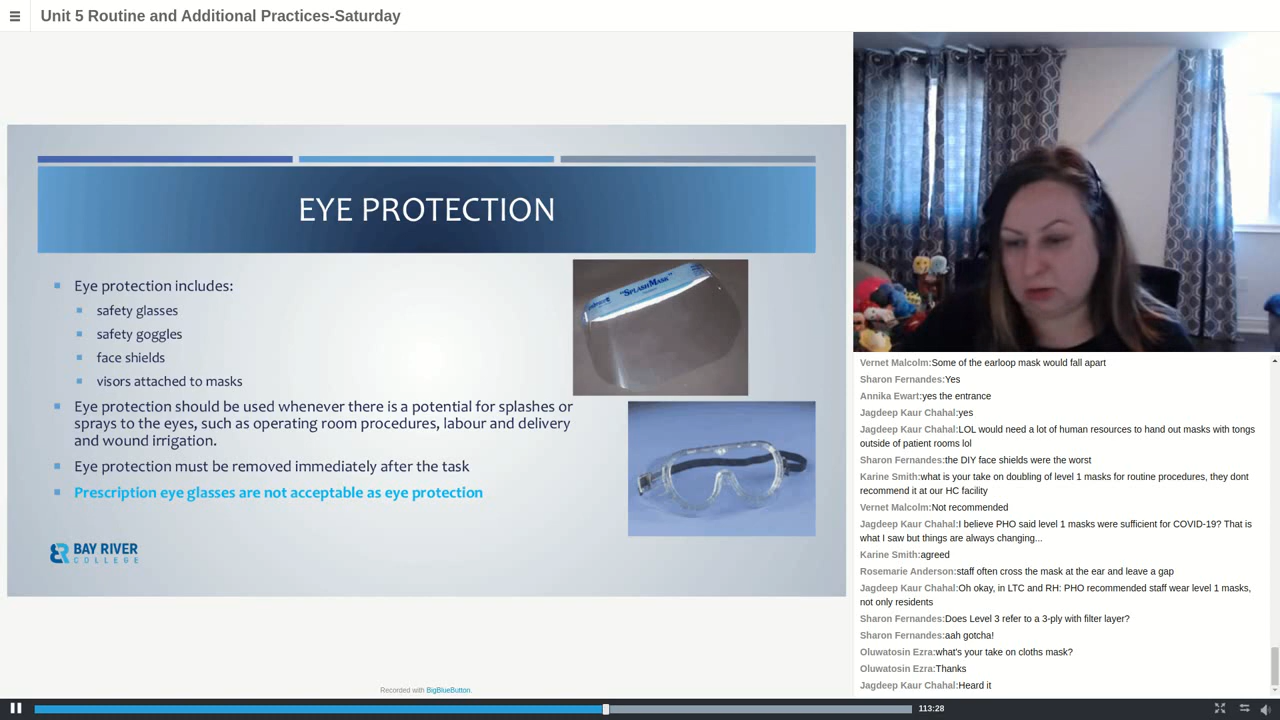 Unit 5 Routine and Additional Practices-Saturday
EYE PROTECTION
Eye protection includes:
safety glasses
safety goggles
face shields
visors attached to masks
Eye protection should be used whenever there is a potential for splashes or
sprays to the eyes, such as operating room procedures, labour and delivery
and wound irrigation.
Eye protection must be removed immediately after the task
Prescription eye glasses are not acceptable as eye protection
"SPLASHMASK"
BAY RIVER
COLLEGE
Recorded with BigBlueButton.
Vernet Malcolm:Some of the earloop mask would fall apart
Sharon Fernandes:Yes
Annika Ewart:yes the entrance
Jagdeep Kaur Chahal:yes
Jagdeep Kaur Chahal:LOL would need a lot of human resources to hand out masks with tongs
outside of patient rooms lol
Sharon Fernandes:the DIY face shields were the worst
Karine Smith:what is your take on doubling of level 1 masks for routine procedures, they dont
recommend it at our HC facility
Vernet Malcolm:Not recommended
Jagdeep Kaur Chahal:I believe PHO said level 1 masks were sufficient for COVID-19? That is
what I saw but things are always changing...
Karine Smith:agreed
Rosemarie Anderson:staff often cross the mask at the ear and leave a gap
Jagdeep Kaur Chahal:Oh okay, in LTC and RH: PHO recommended staff wear level 1 masks,
not only residents
Sharon Fernandes:Does Level 3 refer to a 3-ply with filter layer?
Sharon Fernandes:aah gotcha!
Oluwatosin Ezra:what's your take on cloths mask?
Oluwatosin Ezra:Thanks
Jagdeep Kaur Chahal:Heard it
113:28